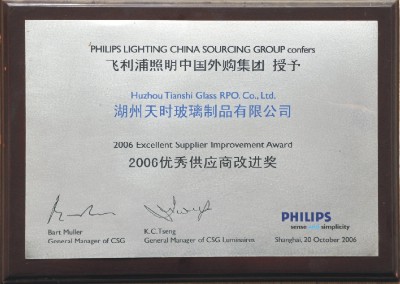 PHILIPS LIGHTING CHINA SOURCING GROUP confers
飞利浦照明中国外购集团 授予
Huzhou Tianshi Glass RPO. Co., Ltd.
湖州天时玻璃制品有限公司
2006 Excellent Supplier Improvement Award
2006优秀供应商改进奖
Bart Muller
General Manager of CSG
K.C.Tseng
General Manager of CSG Luminaires
PHILIPS
sense and simplicity
Shanghai, 20 October 2006